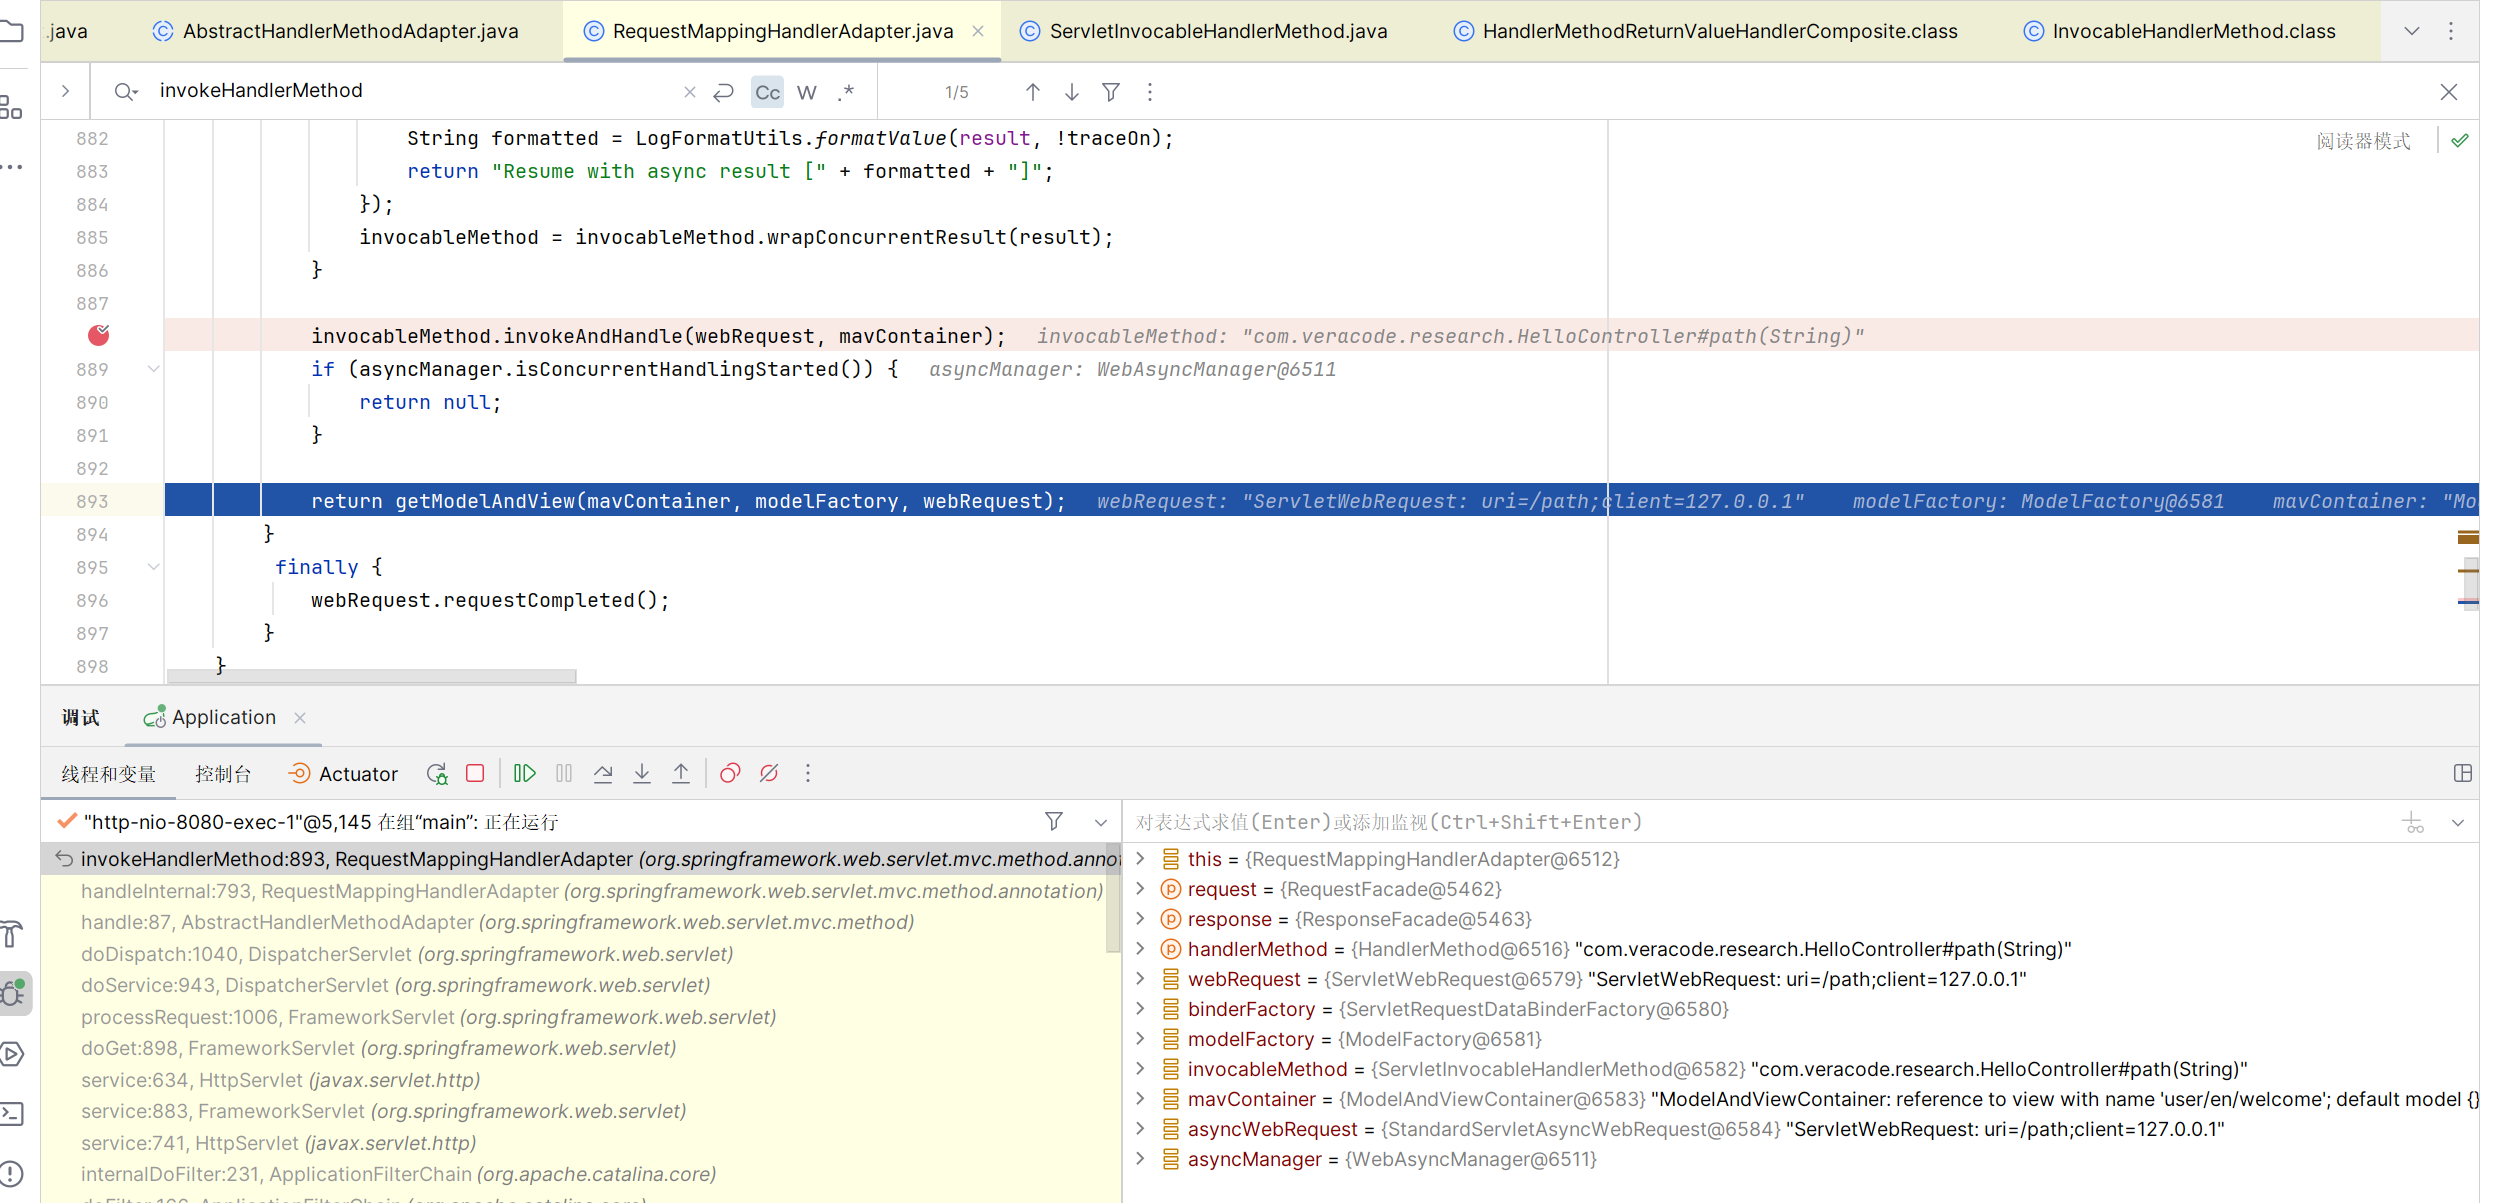 .java AbstractHandlerMethodAdapter.java RequestMappingHandlerAdapter.java ServletInvocableHandlerMethod.java HandlerMethodReturnValueHandlerComposite.class InvocableHandlerMethod.class
invokeHandlerMethod Cc W .* 1/5
882 String formatted = LogFormatUtils.formatValue(result, !traceOn);
阅读器模式
883 return "Resume with async result [" + formatted + "]";
884 });
885 invocableMethod = invocableMethod.wrapConcurrentResult(result);
886 }
887
invocableMethod.invokeAndHandle(webRequest, mavContainer); invocableMethod: "com.veracode.research.HelloController#path(String)"
889 if (asyncManager.isConcurrentHandlingStarted()) { asyncManager: WebAsyncManager@6511
890 return null;
891 }
892
893 return getModelAndView(mavContainer, modelFactory, webRequest); webRequest: "ServletWebRequest: uri=/path;client=127.0.0.1" modelFactory: ModelFactory@6581 mavContainer: "Mo
894 }
895 finally {
896 webRequest.requestCompleted();
897 }
898 }
调试 Application
线程和变量 控制台 Actuator
"http-nio-8080-exec-1"@5,145 在组“main”: 正在运行
invokeHandlerMethod:893, RequestMappingHandlerAdapter (org.springframework.web.servlet.mvc.method.annot
handleInternal:793, RequestMappingHandlerAdapter (org.springframework.web.servlet.mvc.method.annotation)
handle:87, AbstractHandlerMethodAdapter (org.springframework.web.servlet.mvc.method)
doDispatch:1040, DispatcherServlet (org.springframework.web.servlet)
doService:943, DispatcherServlet (org.springframework.web.servlet)
processRequest:1006, FrameworkServlet (org.springframework.web.servlet)
doGet:898, FrameworkServlet (org.springframework.web.servlet)
service:634, HttpServlet (javax.servlet.http)
service:883, FrameworkServlet (org.springframework.web.servlet)
service:741, HttpServlet (javax.servlet.http)
internalDoFilter:231, ApplicationFilterChain (org.apache.catalina.core)
对表达式求值(Enter)或添加监视(Ctrl+Shift+Enter)
this = {RequestMappingHandlerAdapter@6512}
request = {RequestFacade@5462}
response = {ResponseFacade@5463}
handlerMethod = {HandlerMethod@6516} "com.veracode.research.HelloController#path(String)"
webRequest = {ServletWebRequest@6579} "ServletWebRequest: uri=/path;client=127.0.0.1"
binderFactory = {ServletRequestDataBinderFactory@6580}
modelFactory = {ModelFactory@6581}
invocableMethod = {ServletInvocableHandlerMethod@6582} "com.veracode.research.HelloController#path(String)"
mavContainer = {ModelAndViewContainer@6583} "ModelAndViewContainer: reference to view with name 'user/en/welcome'; default model {}
asyncWebRequest = {StandardServletAsyncWebRequest@6584} "ServletWebRequest: uri=/path;client=127.0.0.1"
asyncManager = {WebAsyncManager@6511}